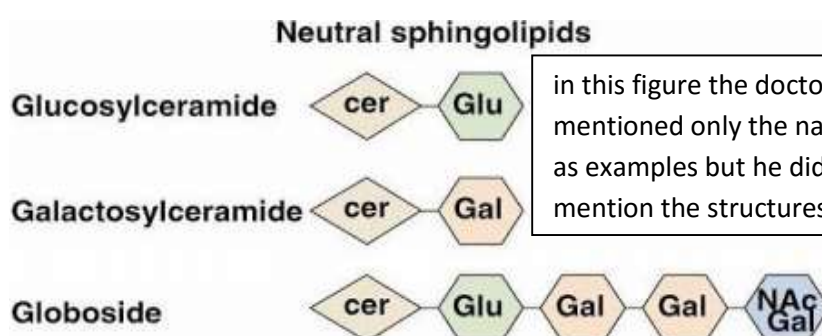 Neutral sphingolipids
Glucosylceramide cer Glu
in this figure the docto
mentioned only the na
as examples but he did
mention the structures
Galactosylceramide cer Gal
Globoside cer Glu Gal Gal NAc Gal